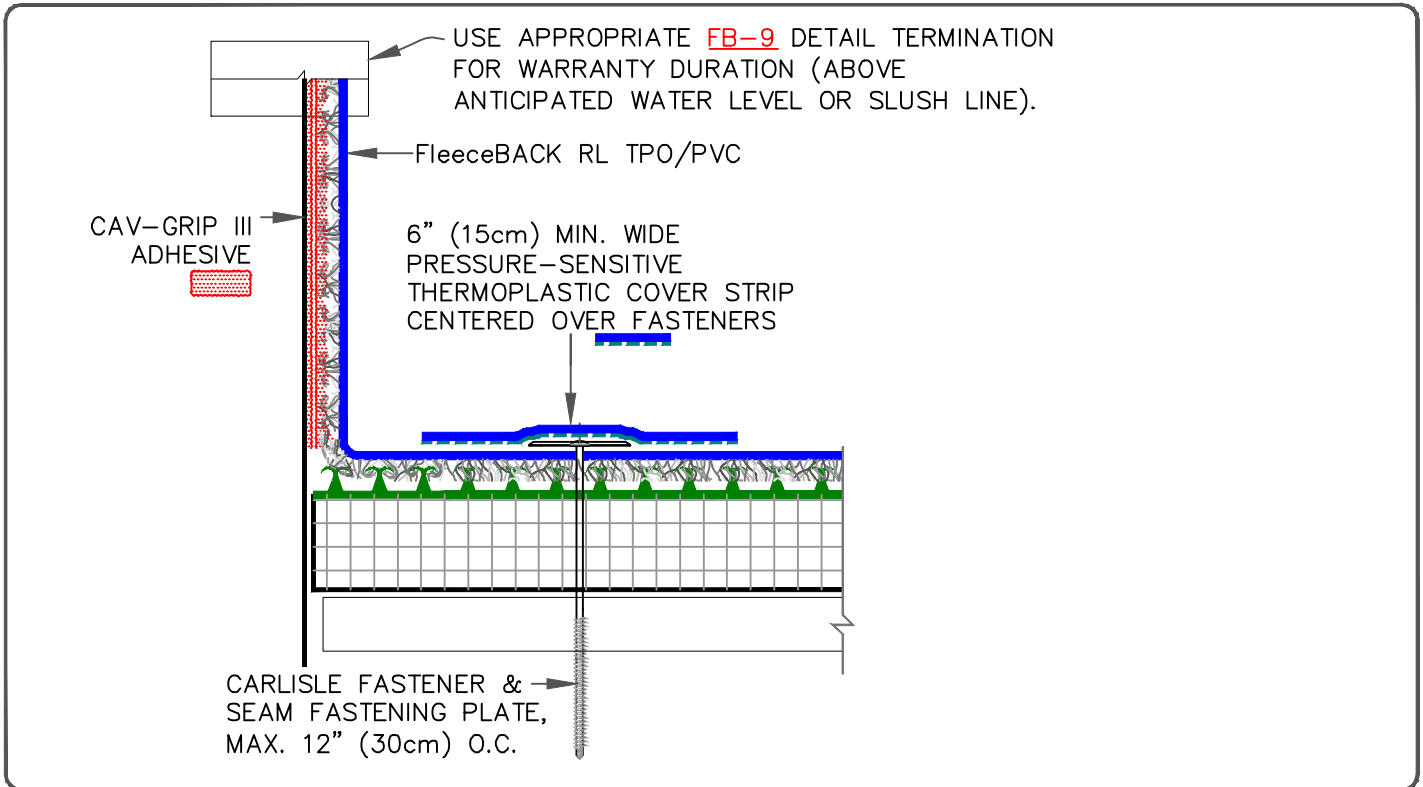 USE APPROPRIATE FB-9 DETAIL TERMINATION
FOR WARRANTY DURATION (ABOVE
ANTICIPATED WATER LEVEL OR SLUSH LINE).
FleeceBACK RL TPO/PVC
CAV-GRIP III
ADHESIVE
6" (15cm) MIN. WIDE
PRESSURE-SENSITIVE
THERMOPLASTIC COVER STRIP
CENTERED OVER FASTENERS
CARLISLE FASTENER &
SEAM FASTENING PLATE,
MAX. 12" (30cm) O.C.